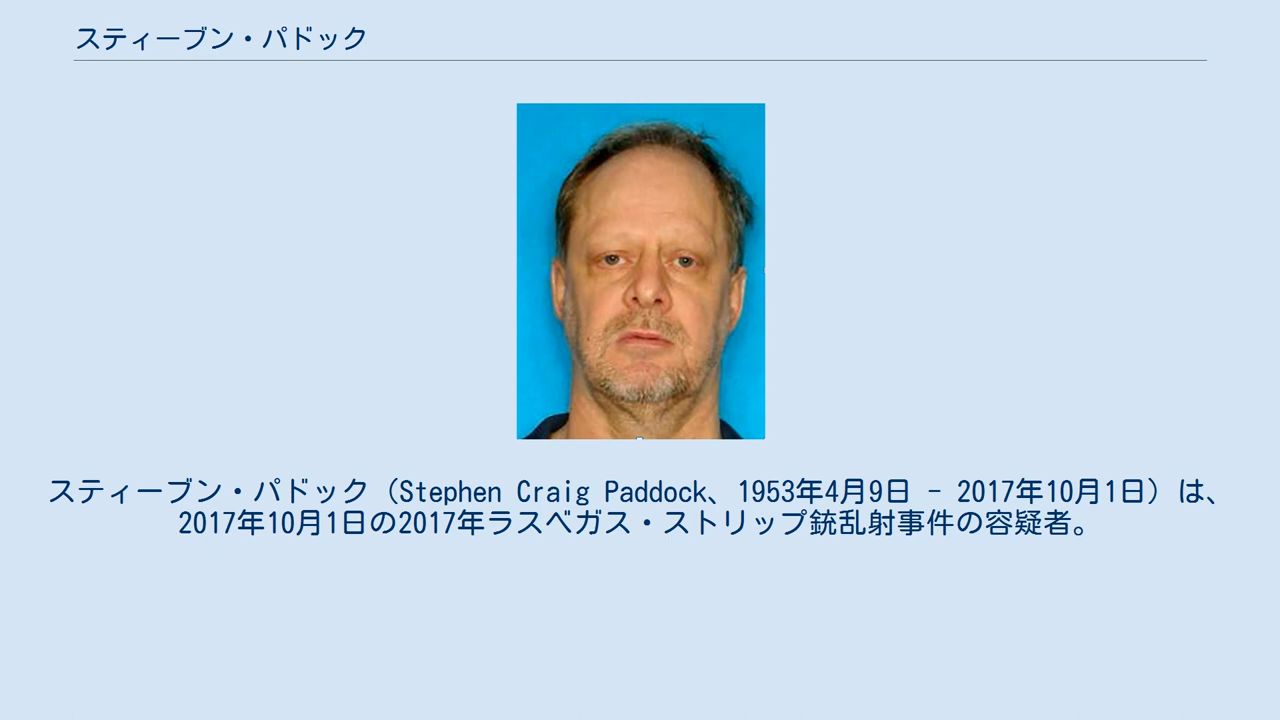 スティーブン・パドック
スティーブン・パドック（Stephen Craig Paddock、1953年4月9日 - 2017年10月1日）は、
2017年10月1日の2017年ラスベガス・ストリップ銃乱射事件の容疑者。